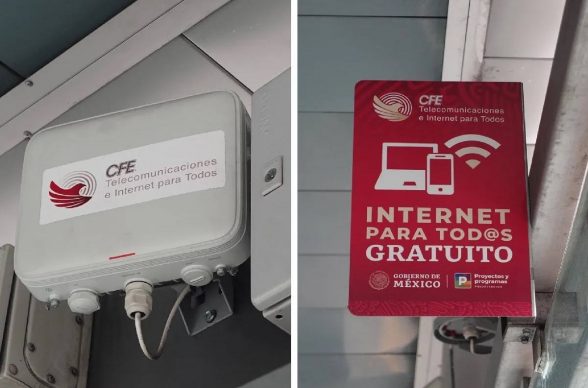 CFE
Telecomunicaciones
e Internet para Todos
CFE
Telecomunicaciones
e Internet para Todos
INTERNET
PARA TOD@S
GRATUITO
GOBIERNO DE
MÉXICO
P
Proyectos y
programas